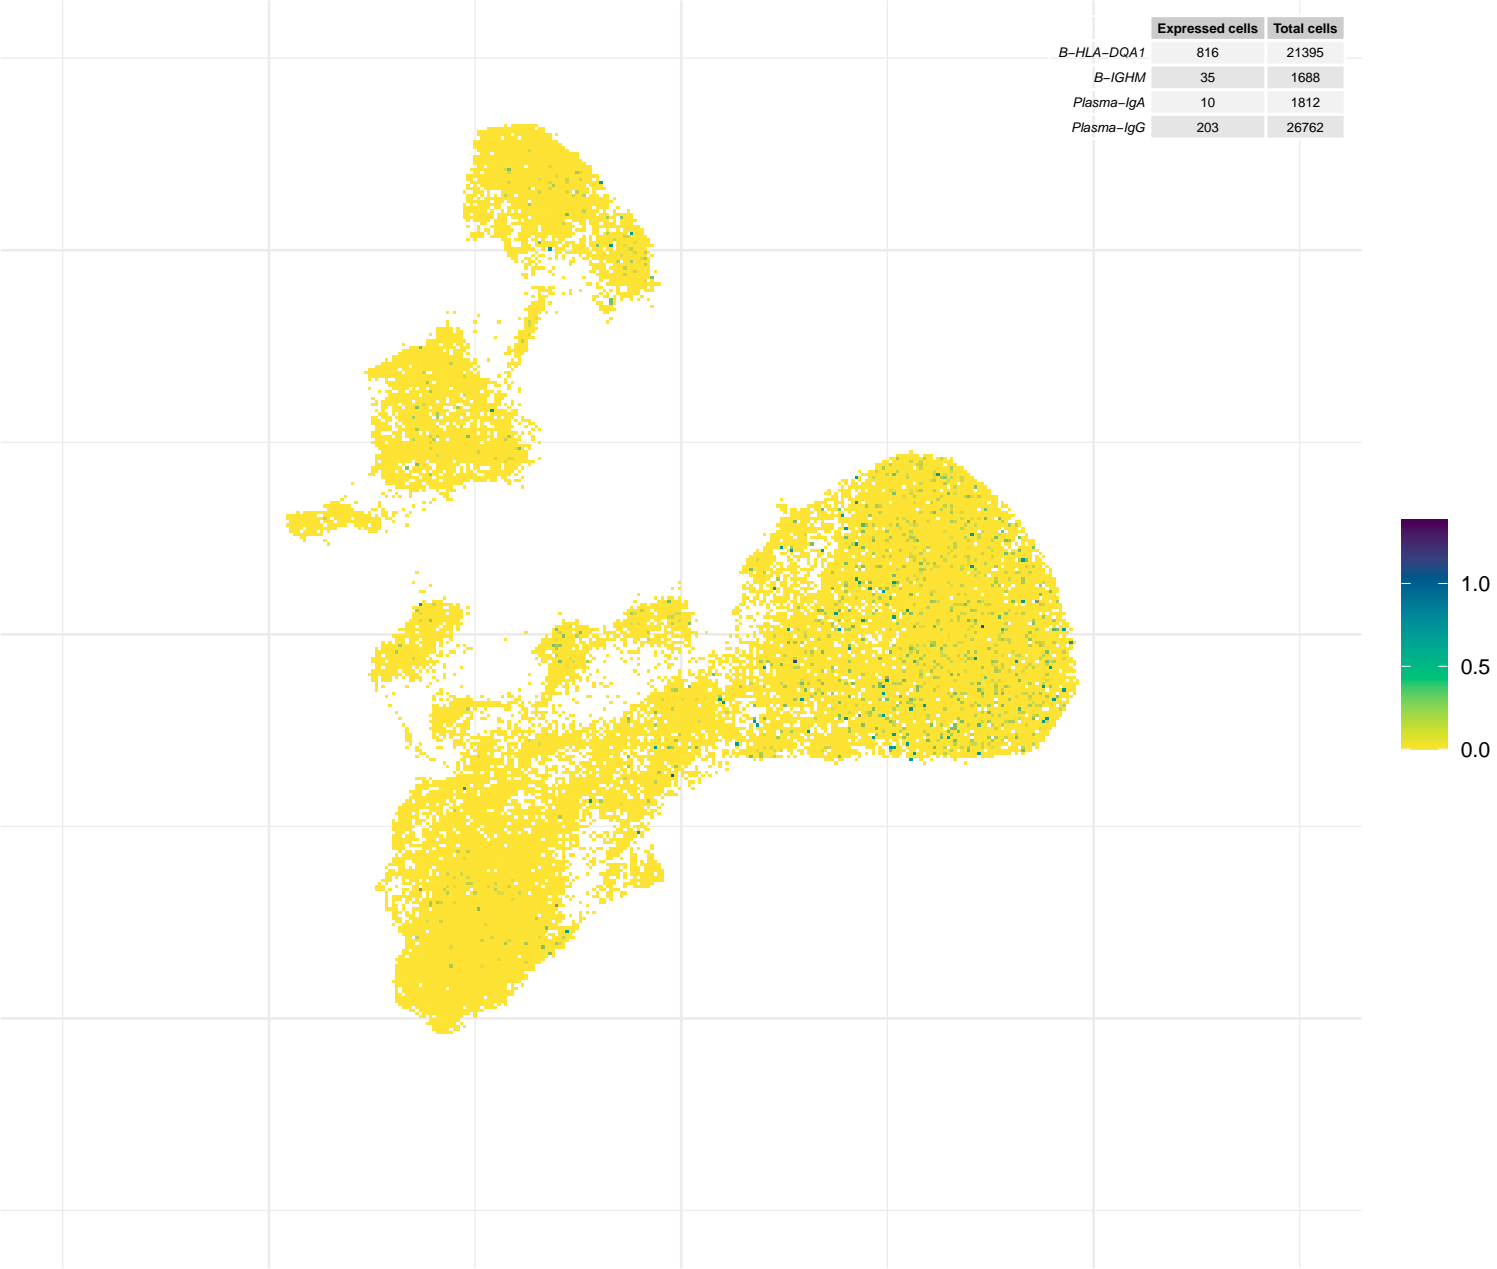 Expressed cells Total cells
B−HLA−DQA1 816 21395
B−IGHM 35 1688
Plasma−IgA 10 1812
Plasma−IgG 203 26762
1.0
0.5
0.0